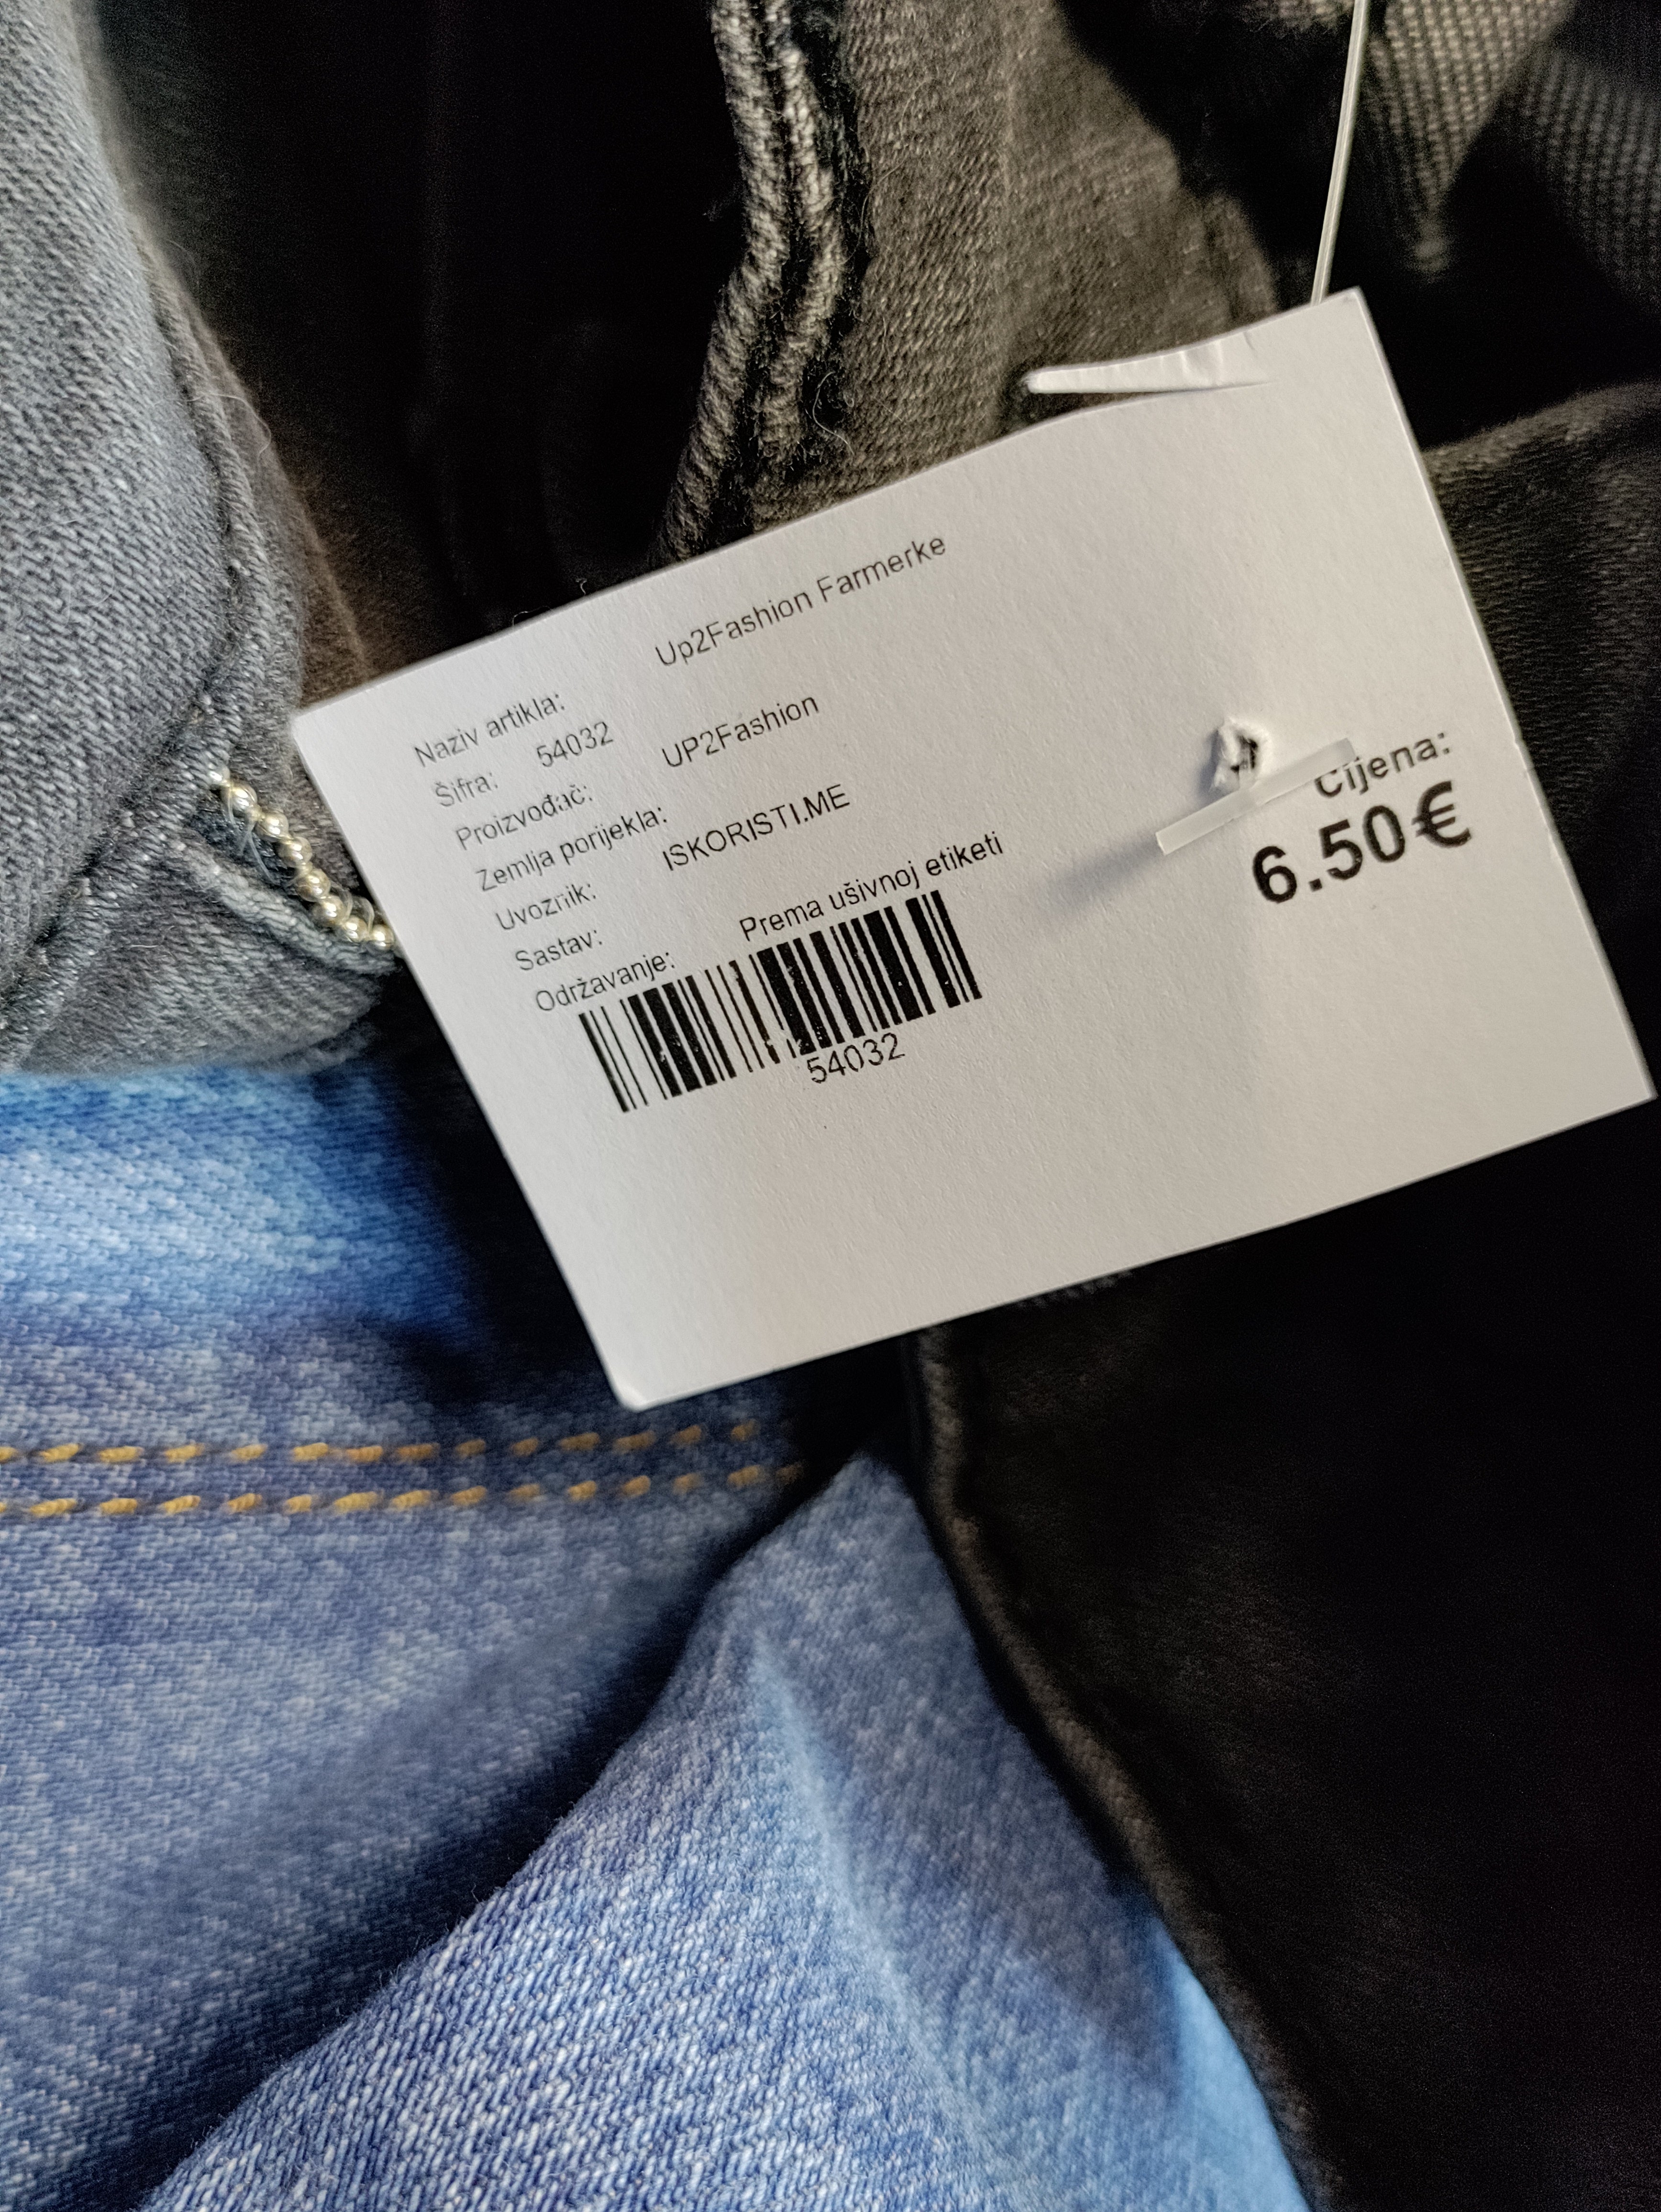 Naziv artikla: Up2Fashion Farmerke
Šifra: 54032
Proizvođač: UP2Fashion
Zemlja porijekla:
Uvoznik: ISKORISTI.ME
Sastav:
Održavanje: Prema ušivnoj etiketi
54032
Cijena:
6.50€